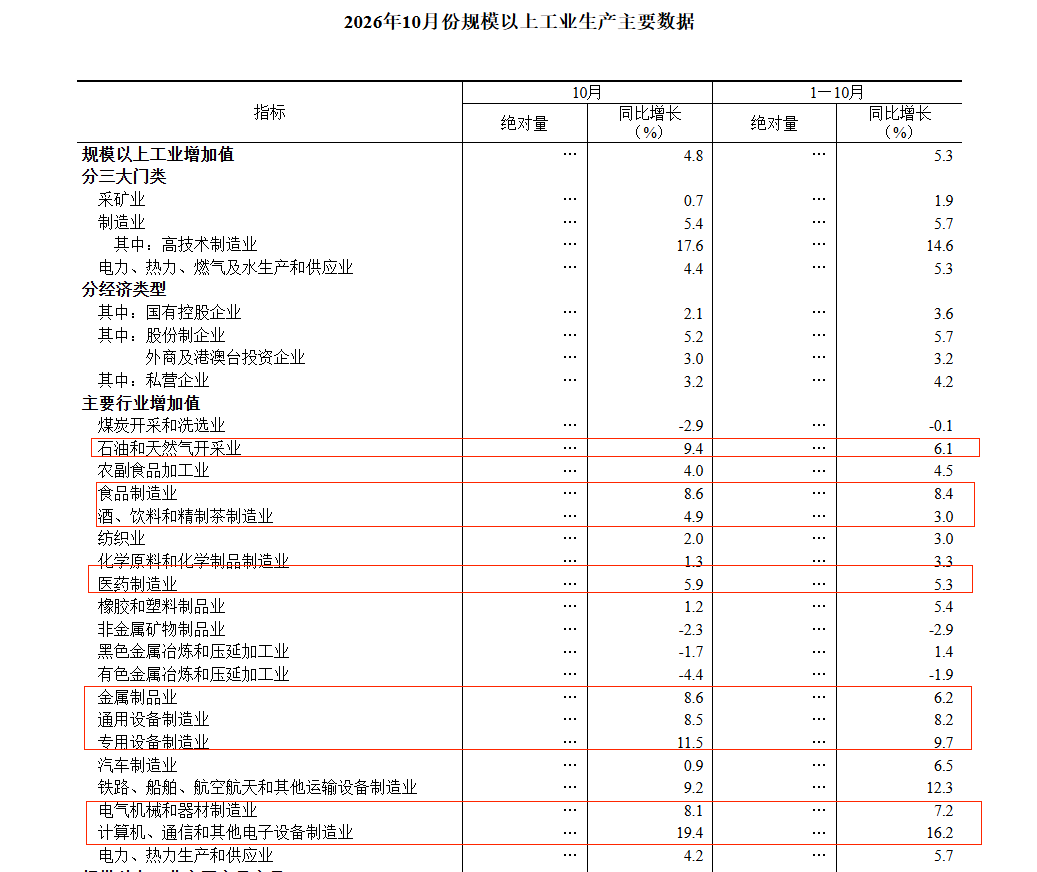 2026年10月份规模以上工业生产主要数据
指标 10月 1—10月
绝对量 同比增长（%） 绝对量 同比增长（%）
规模以上工业增加值 … 4.8 … 5.3
分三大门类
采矿业 … 0.7 … 1.9
制造业 … 5.4 … 5.7
其中：高技术制造业 … 17.6 … 14.6
电力、热力、燃气及水生产和供应业 … 4.4 … 5.3
分经济类型
其中：国有控股企业 … 2.1 … 3.6
其中：股份制企业 … 5.2 … 5.7
外商及港澳台投资企业 … 3.0 … 3.2
其中：私营企业 … 3.2 … 4.2
主要行业增加值
煤炭开采和洗选业 … -2.9 … -0.1
石油和天然气开采业 … 9.4 … 6.1
农副食品加工业 … 4.0 … 4.5
食品制造业 … 8.6 … 8.4
酒、饮料和精制茶制造业 … 4.9 … 3.0
纺织业 … 2.0 … 3.0
化学原料和化学制品制造业 … 1.3 … 3.3
医药制造业 … 5.9 … 5.3
橡胶和塑料制品业 … 1.2 … 5.4
非金属矿物制品业 … -2.3 … -2.9
黑色金属冶炼和压延加工业 … -1.7 … 1.4
有色金属冶炼和压延加工业 … -4.4 … -1.9
金属制品业 … 8.6 … 6.2
通用设备制造业 … 8.5 … 8.2
专用设备制造业 … 11.5 … 9.7
汽车制造业 … 0.9 … 6.5
铁路、船舶、航空航天和其他运输设备制造业 … 9.2 … 12.3
电气机械和器材制造业 … 8.1 … 7.2
计算机、通信和其他电子设备制造业 … 19.4 … 16.2
电力、热力生产和供应业 … 4.2 … 5.7